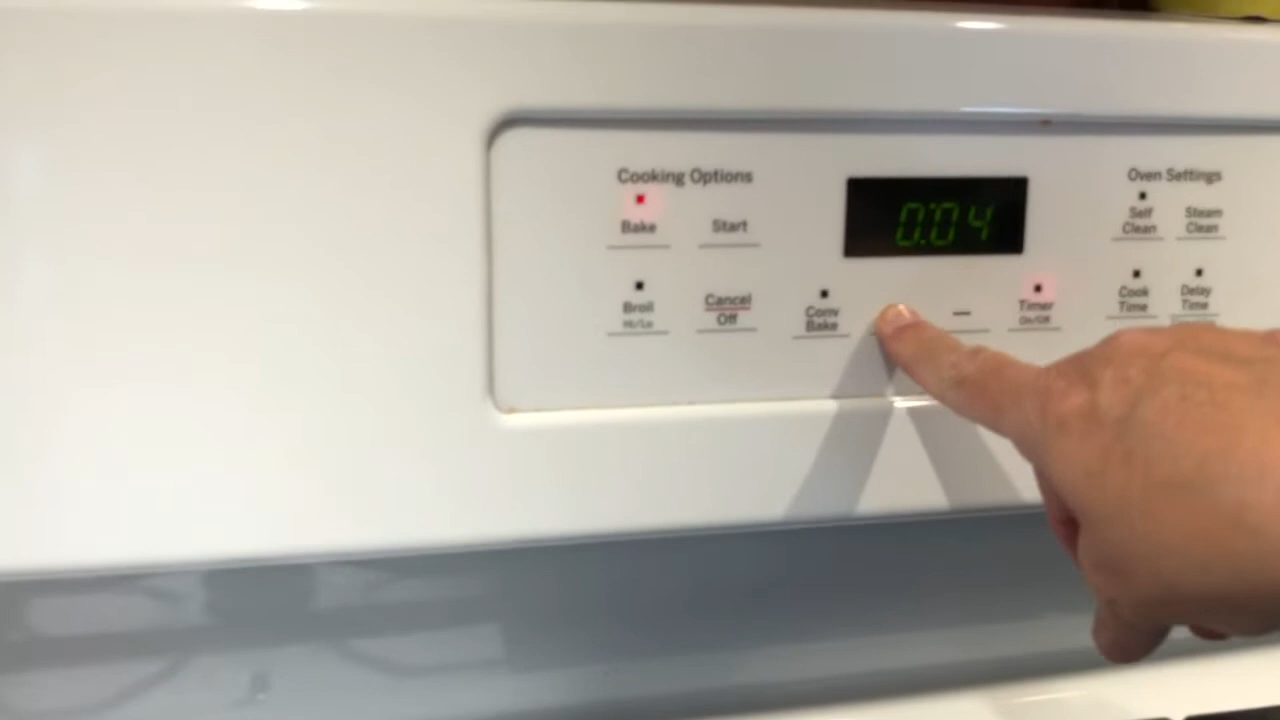 Cooking Options
Bake
Start
Broil
Hi/Lo
Cancel
Off
0:04
Conv
Bake
−
Timer
On/Off
Oven Settings
Self
Clean
Steam
Clean
Cook
Time
Delay
Time